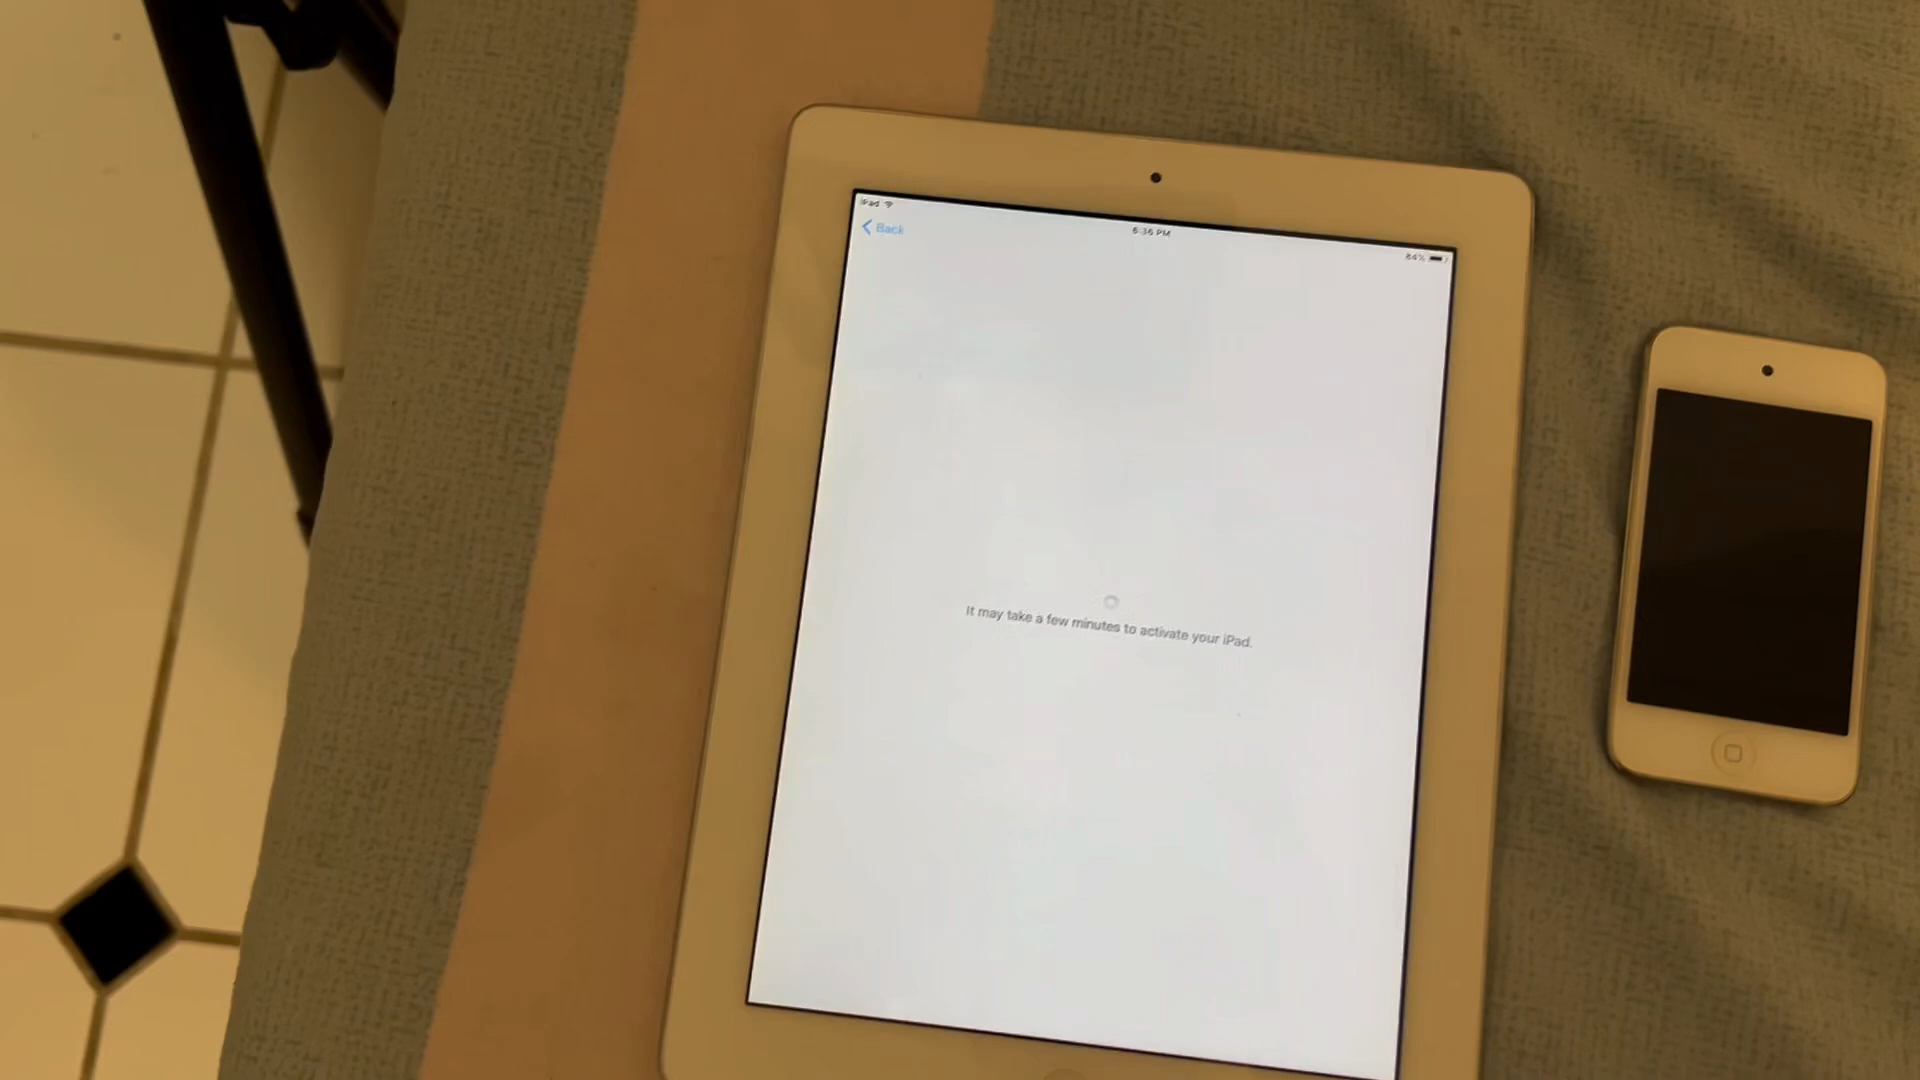 iPad
6:36 PM
84%
Back
It may take a few minutes to activate your iPad.